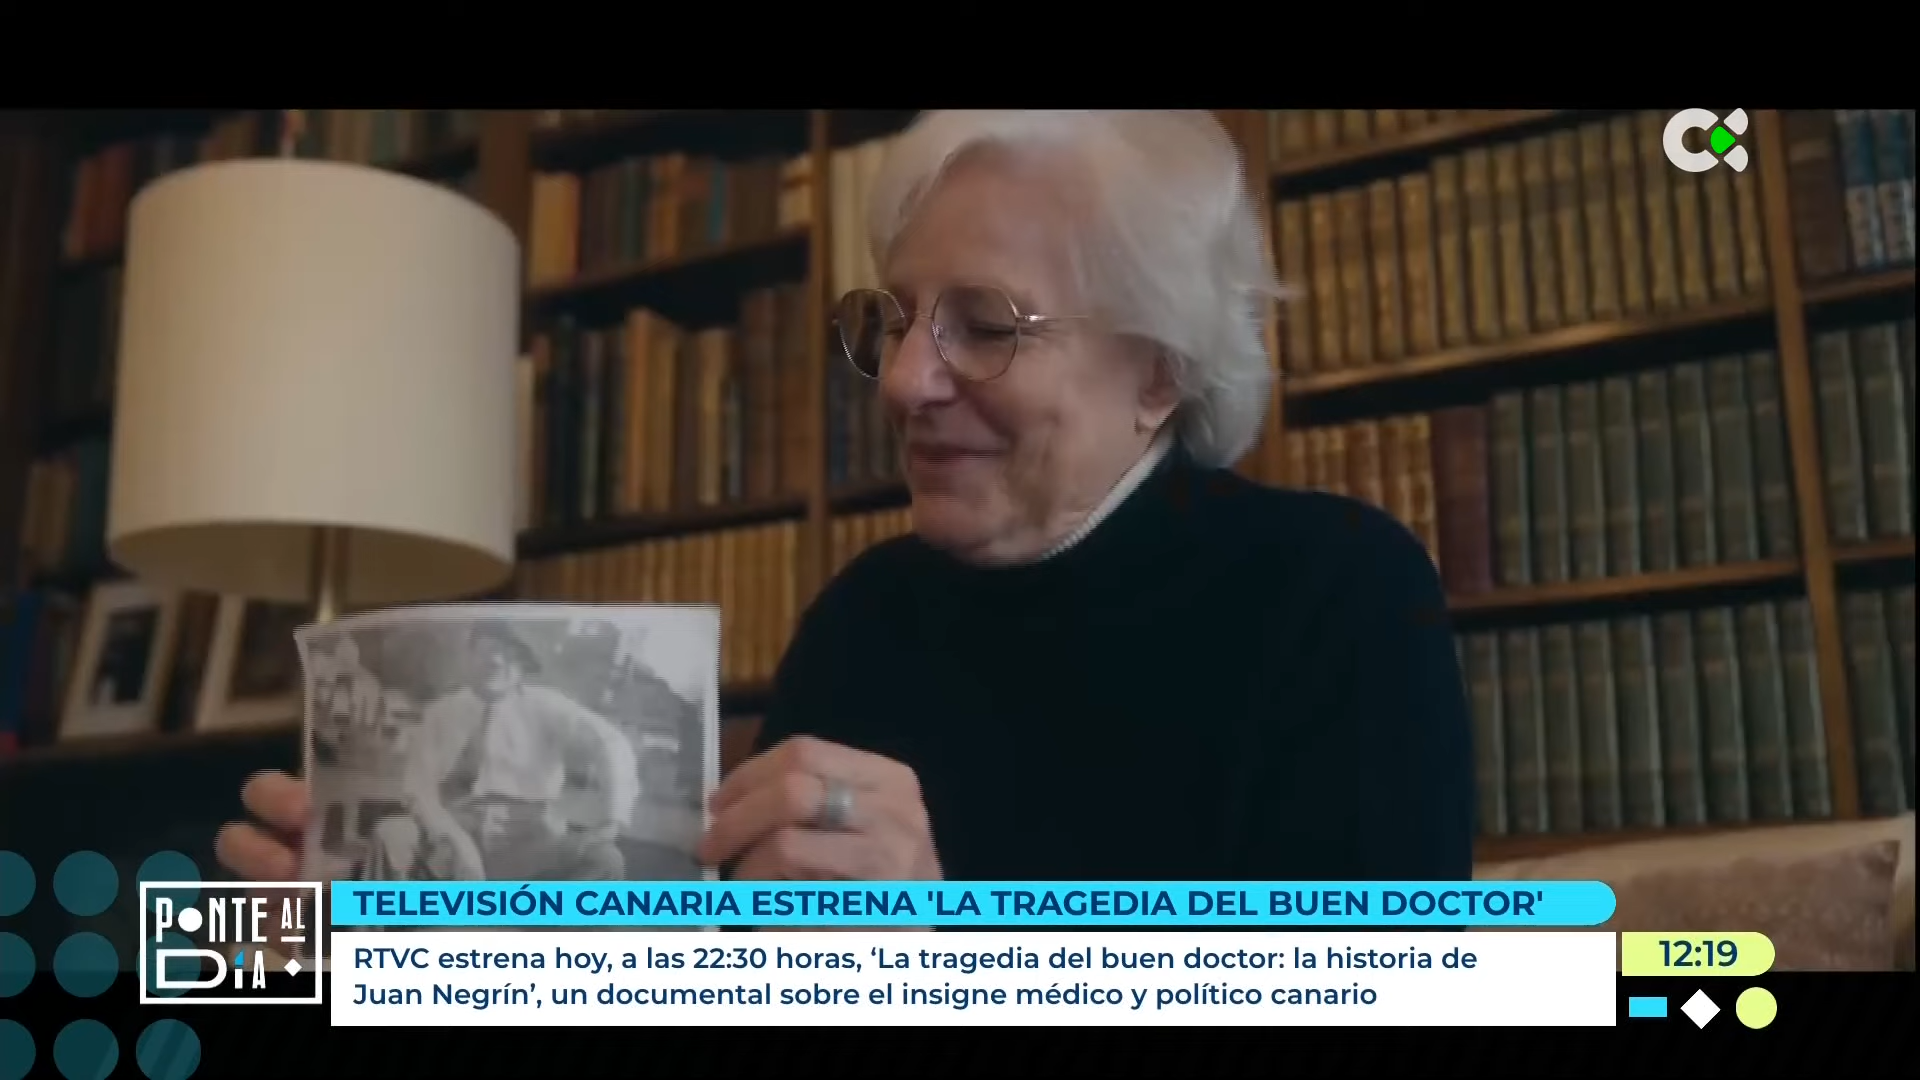 TELEVISIÓN CANARIA ESTRENA 'LA TRAGEDIA DEL BUEN DOCTOR'
PONTE AL
DÍA
RTVC estrena hoy, a las 22:30 horas, ‘La tragedia del buen doctor: la historia de
Juan Negrín’, un documental sobre el insigne médico y político canario
12:19